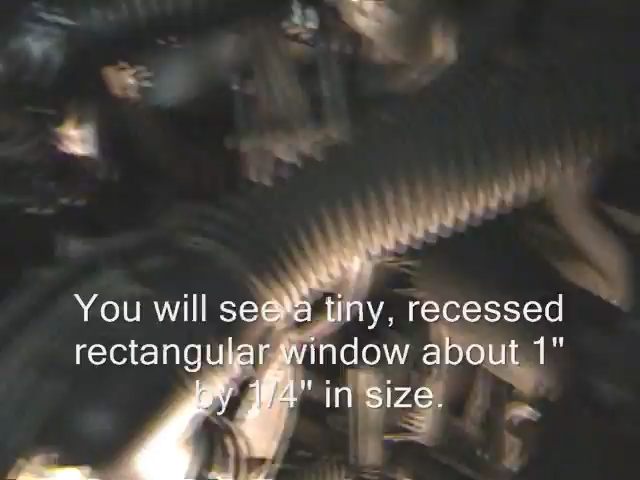 You will see a tiny, recessed
rectangular window about 1"
by 1/4" in size.